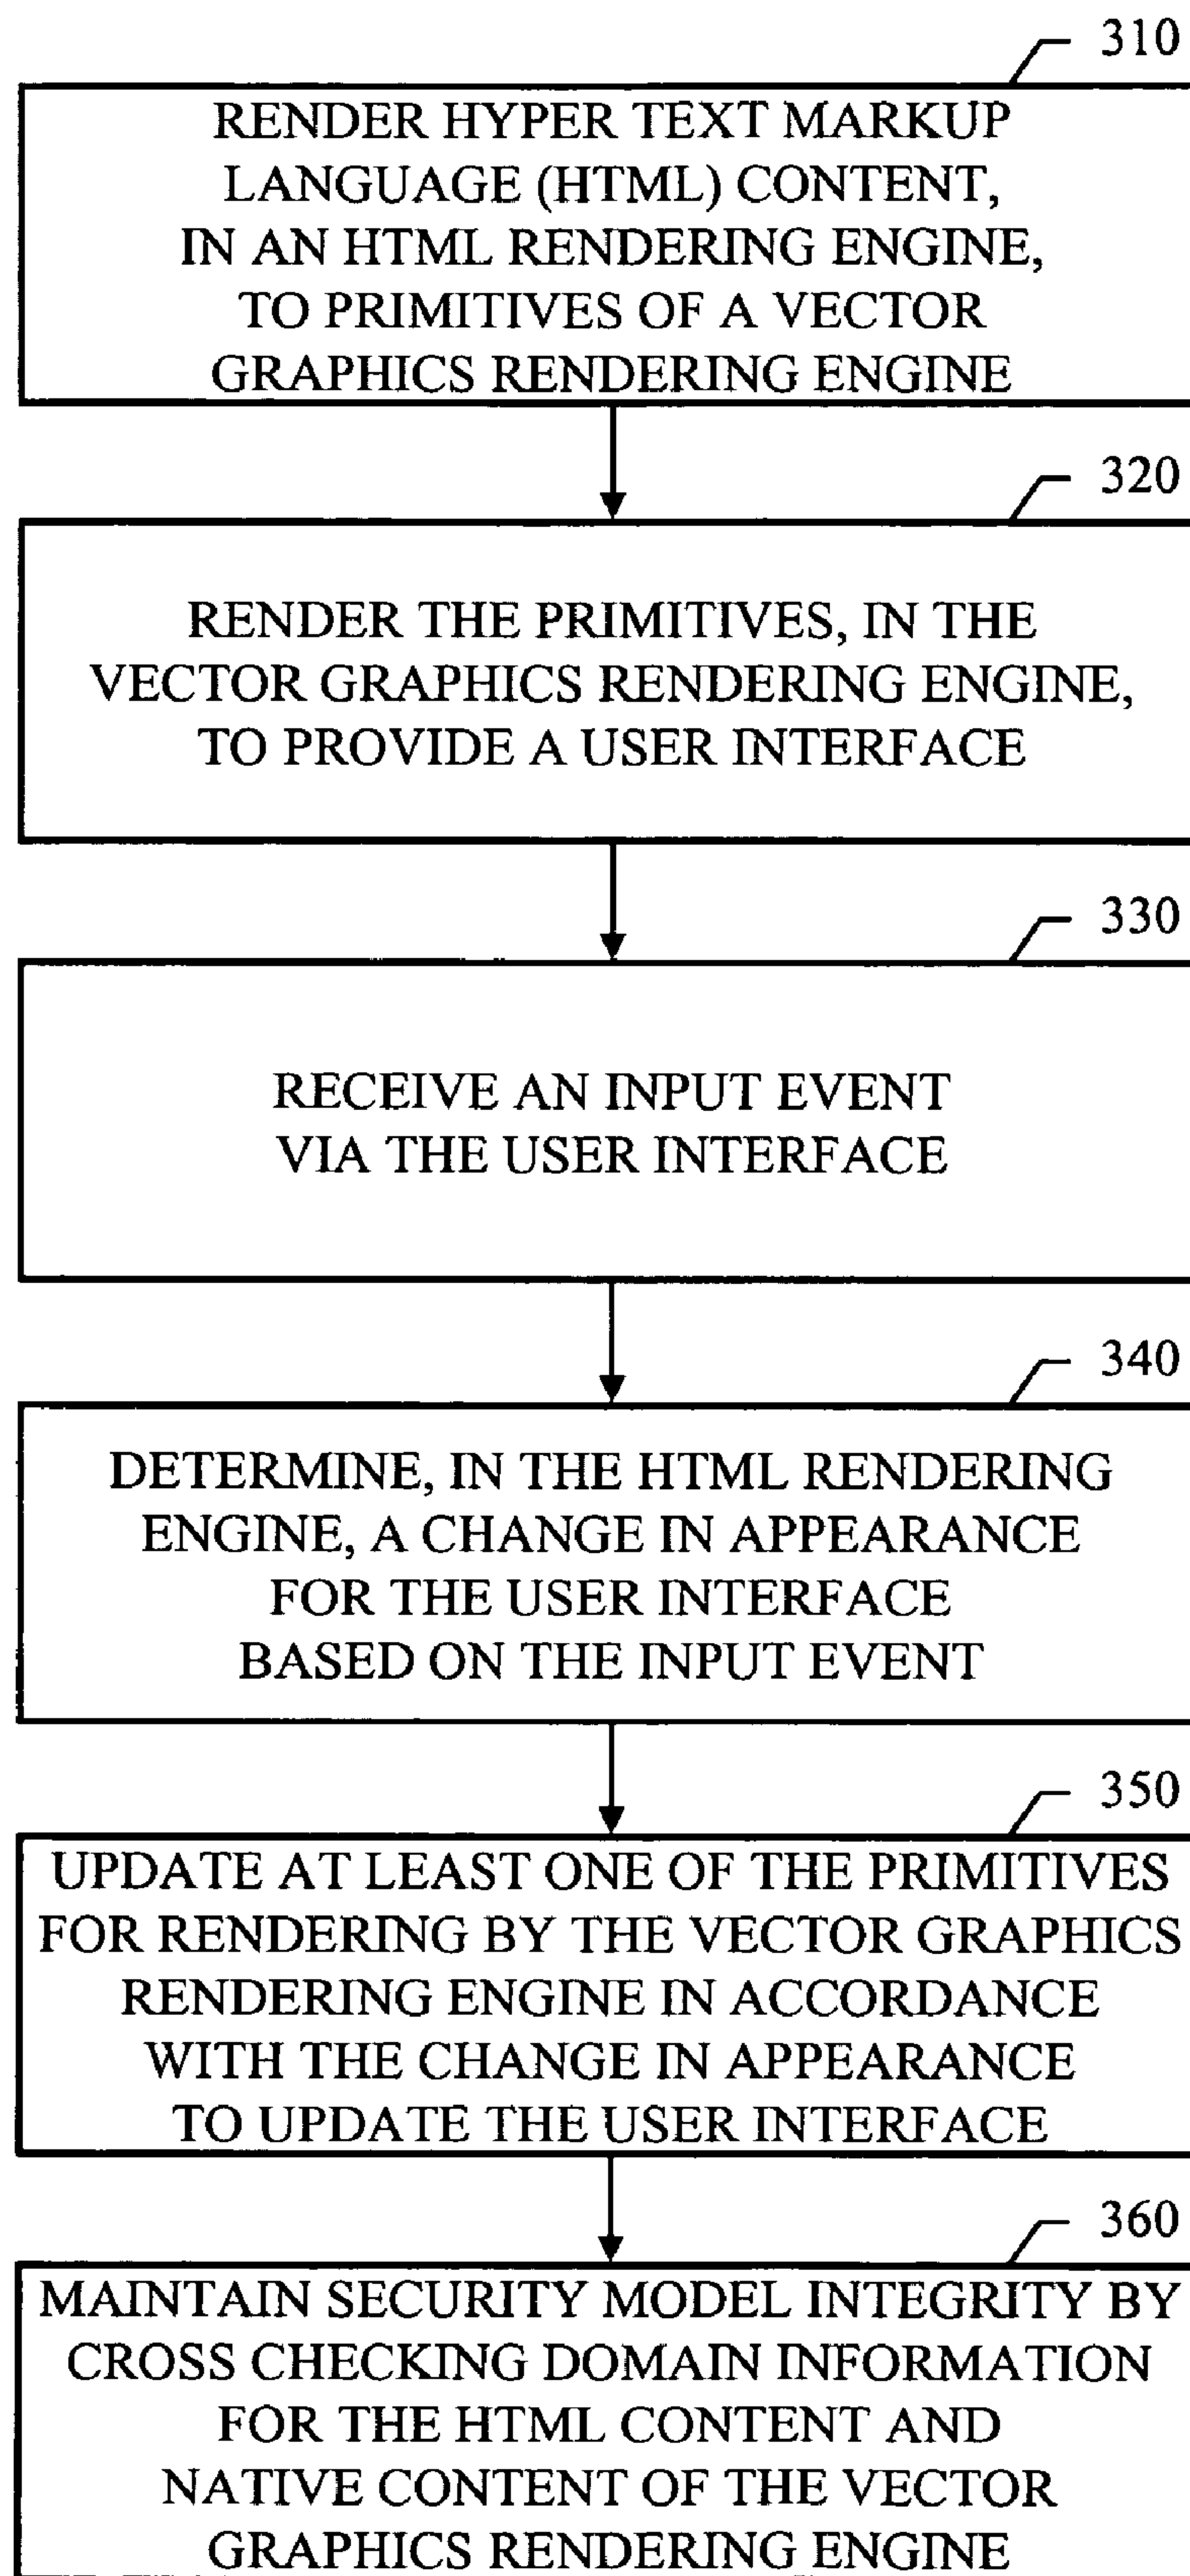 310
RENDER HYPER TEXT MARKUP
LANGUAGE (HTML) CONTENT,
IN AN HTML RENDERING ENGINE,
TO PRIMITIVES OF A VECTOR
GRAPHICS RENDERING ENGINE
320
RENDER THE PRIMITIVES, IN THE
VECTOR GRAPHICS RENDERING ENGINE,
TO PROVIDE A USER INTERFACE
330
RECEIVE AN INPUT EVENT
VIA THE USER INTERFACE
340
DETERMINE, IN THE HTML RENDERING
ENGINE, A CHANGE IN APPEARANCE
FOR THE USER INTERFACE
BASED ON THE INPUT EVENT
350
UPDATE AT LEAST ONE OF THE PRIMITIVES
FOR RENDERING BY THE VECTOR GRAPHICS
RENDERING ENGINE IN ACCORDANCE
WITH THE CHANGE IN APPEARANCE
TO UPDATE THE USER INTERFACE
360
MAINTAIN SECURITY MODEL INTEGRITY BY
CROSS CHECKING DOMAIN INFORMATION
FOR THE HTML CONTENT AND
NATIVE CONTENT OF THE VECTOR
GRAPHICS RENDERING ENGINE